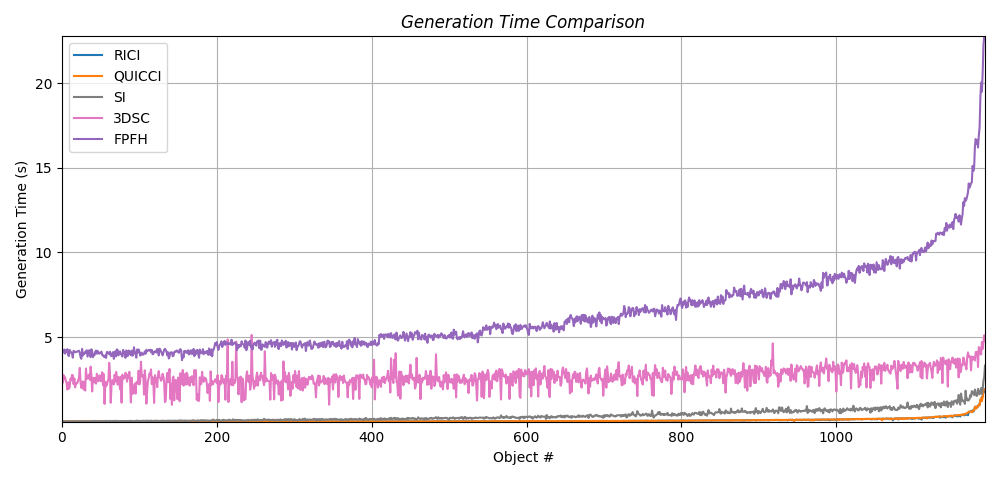 Generation Time Comparison
RICI
QUICCI
SI
3DSC
FPFH
Generation Time (s)
20
15
10
5
0
200
400
600
800
1000
Object #